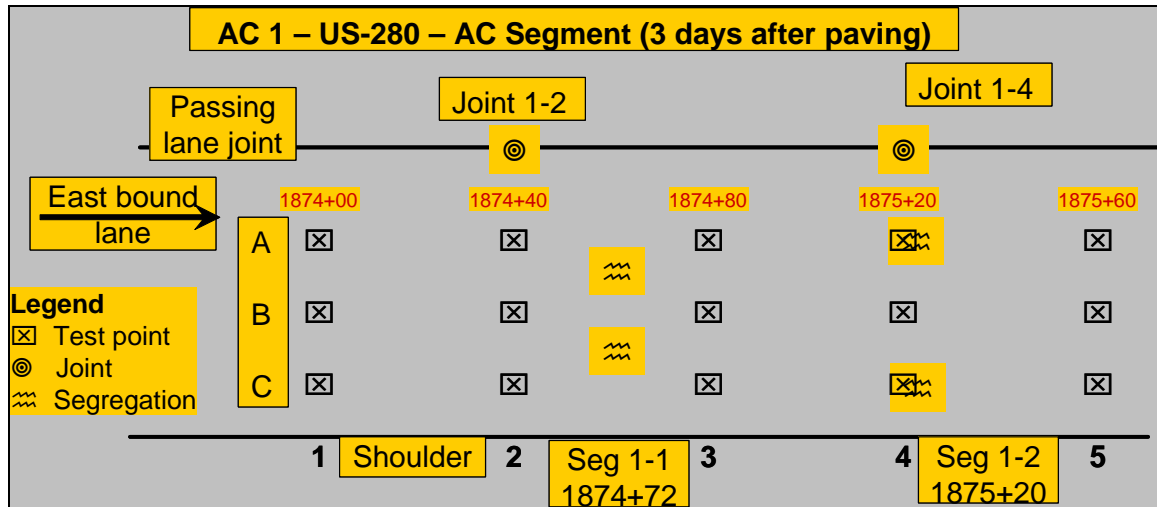 AC 1 – US-280 – AC Segment (3 days after paving)
Passing
lane joint
Joint 1-2
Joint 1-4
East bound
lane
1874+00
1874+40
1874+80
1875+20
1875+60
A
B
C
Legend
Test point
Joint
Segregation
1
Shoulder
2
Seg 1-1
1874+72
3
4
Seg 1-2
1875+20
5